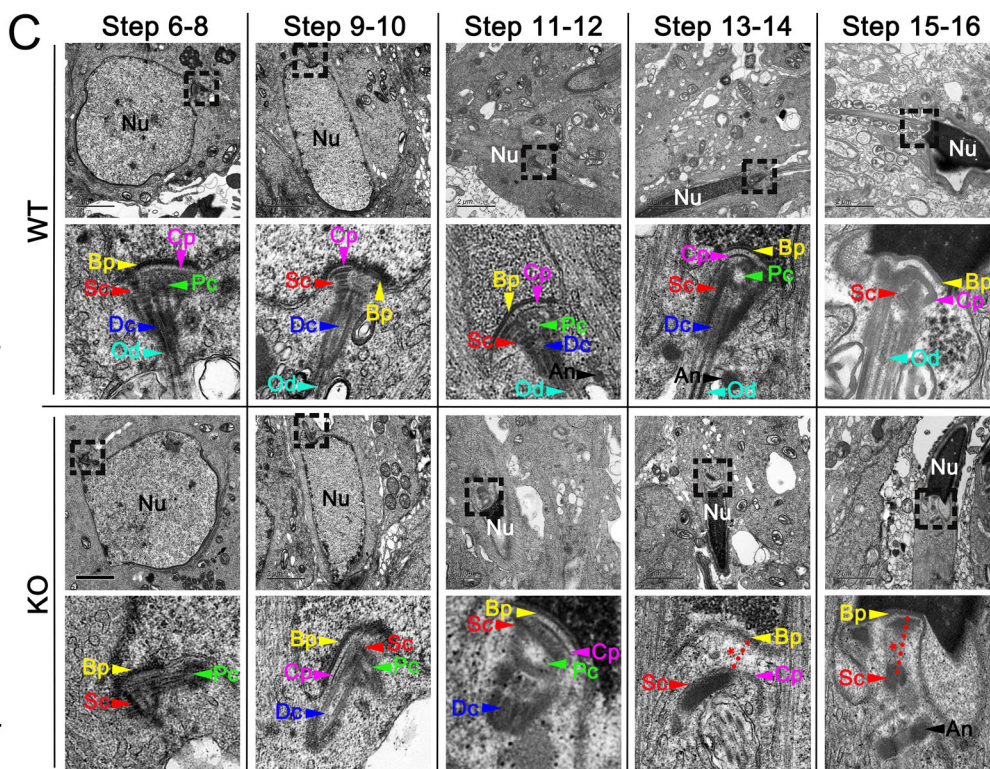 C
Step 6-8 Step 9-10 Step 11-12 Step 13-14 Step 15-16
WT
Nu Nu Nu Nu Nu
2 μm
Bp Cp Sc Pc Dc Od
Cp Sc Bp Dc Od
Bp Cp Pc Sc Dc An Od
Cp Bp Sc Pc Dc An Od
Sc Bp Cp Od
KO
Nu Nu Nu Nu Nu
Bp Pc Sc
Bp Sc Cp Pc Dc
Bp Sc Cp Pc Dc
* Bp Sc Cp
Bp * Sc An